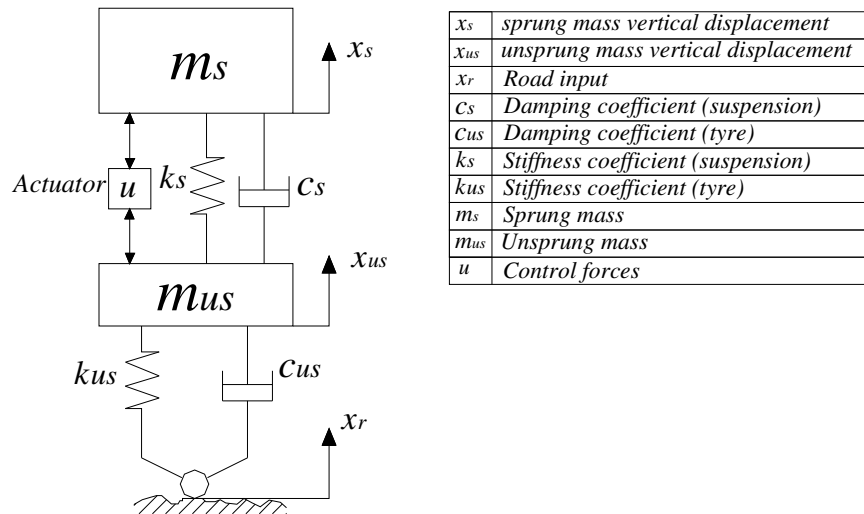 ms
xs
Actuator
u
ks
cs
xus
mus
kus
cus
xr
xs sprung mass vertical displacement
xus unsprung mass vertical displacement
xr Road input
cs Damping coefficient (suspension)
cus Damping coefficient (tyre)
ks Stiffness coefficient (suspension)
kus Stiffness coefficient (tyre)
ms Sprung mass
mus Unsprung mass
u Control forces